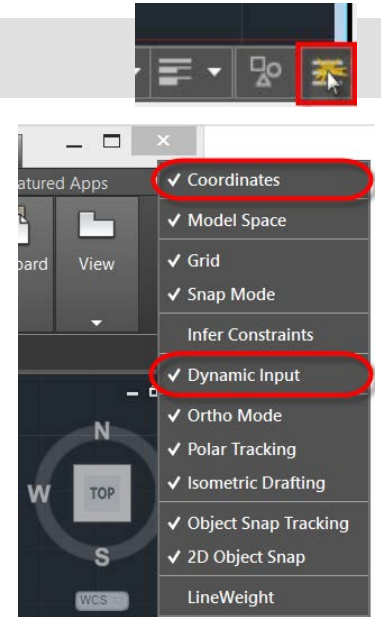 atured Apps
✓ Coordinates
✓ Model Space
oard
View
✓ Grid
✓ Snap Mode
Infer Constraints
✓ Dynamic Input
✓ Ortho Mode
N
✓ Polar Tracking
W
TOP
✓ Isometric Drafting
✓ Object Snap Tracking
S
✓ 2D Object Snap
WCS
LineWeight